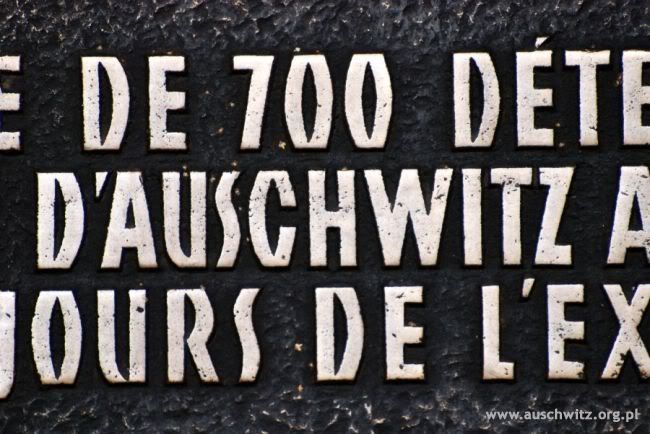 E DE 700 DÉTE
D'AUSCHWITZ A
JOURS DE L'EX
www.auschwitz.org.pl